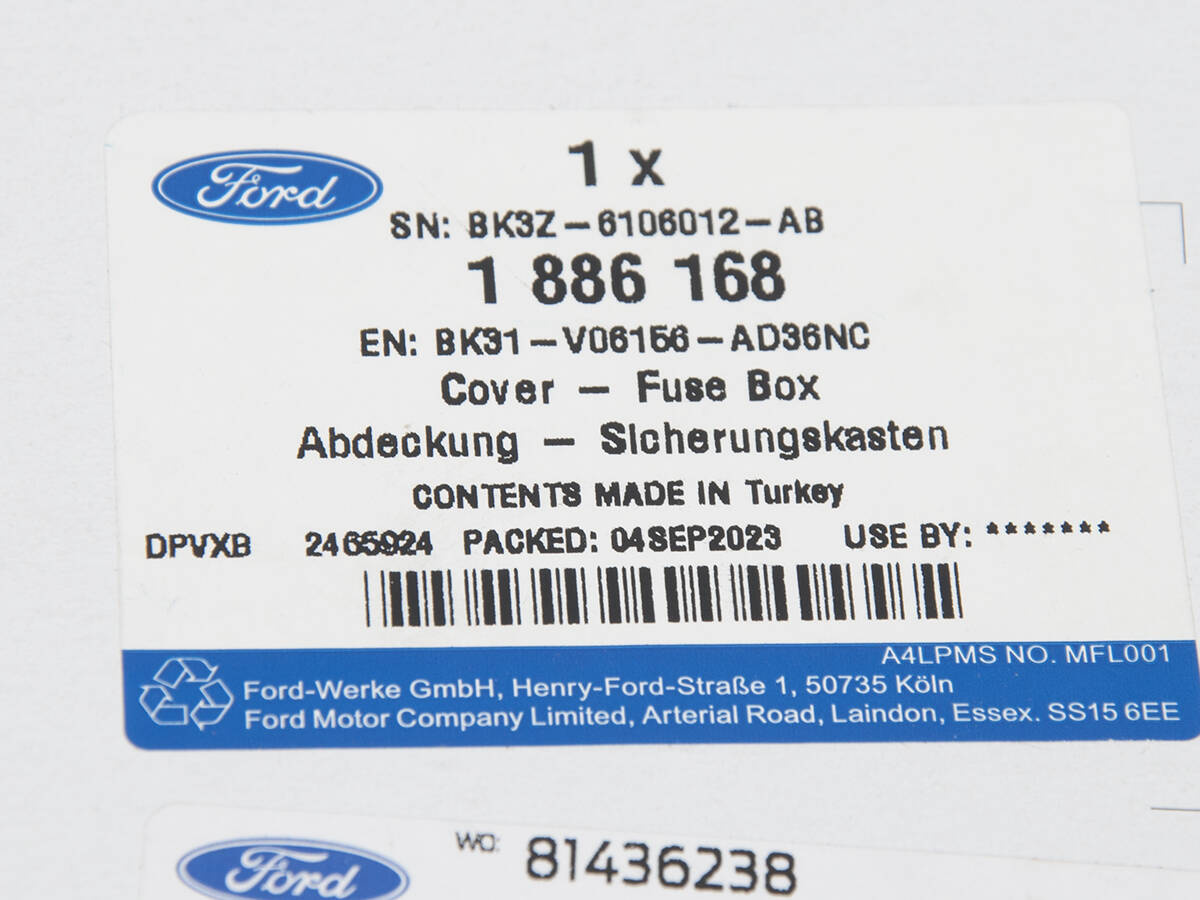 Ford
1 x
SN: BK3Z-6106012-AB
1 886 168
EN: BK31-V06156-AD36NC
Cover - Fuse Box
Abdeckung - Sicherungskasten
CONTENTS MADE IN Turkey
DPVXB 2465924 PACKED: 04SEP2023 USE BY: *******
A4LPMS NO. MFL001
Ford-Werke GmbH, Henry-Ford-Straße 1, 50735 Köln
Ford Motor Company Limited, Arterial Road, Laindon, Essex. SS15 6EE
Ford
WO: 81436238